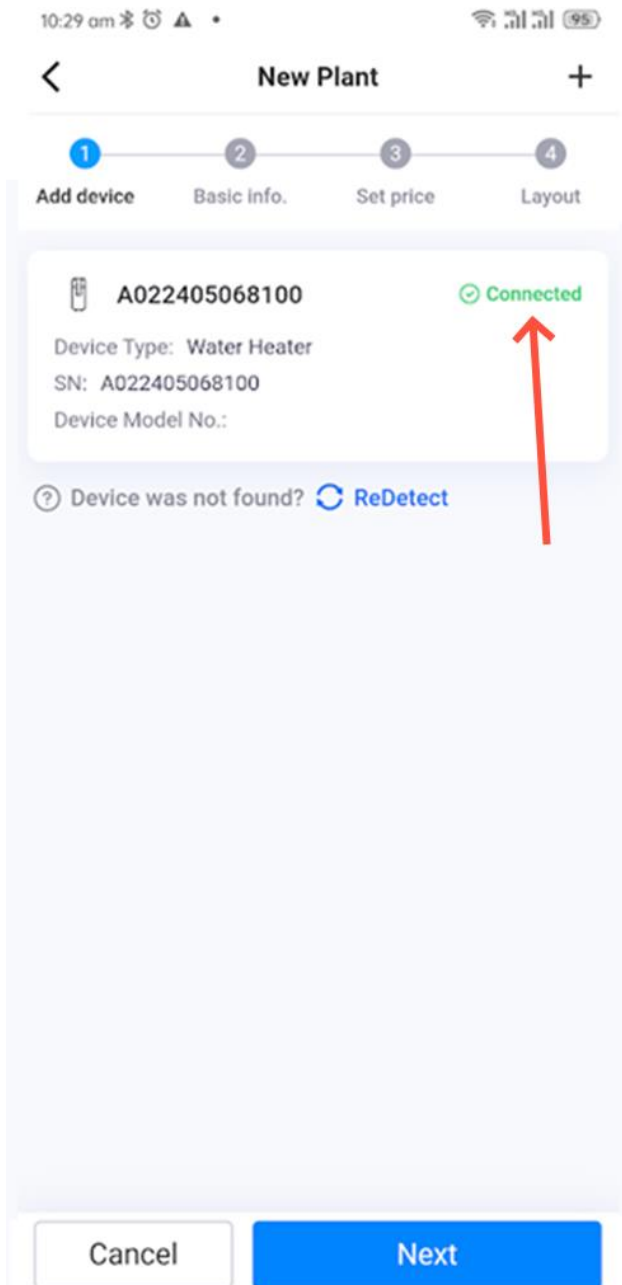 10:29 am 95
New Plant
1 2 3 4
Add device Basic info. Set price Layout
A022405068100 Connected
Device Type: Water Heater
SN: A022405068100
Device Model No.:
? Device was not found? ReDetect
Cancel Next